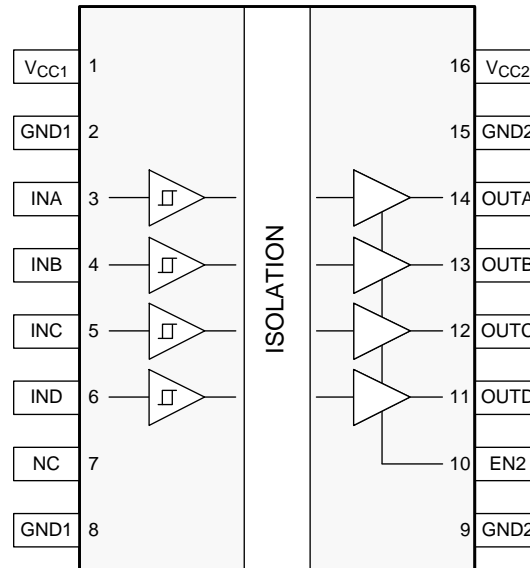 VCC1 1 16 VCC2
GND1 2 15 GND2
INA 3 14 OUTA
INB 4 13 OUTB
INC 5 12 OUTC
IND 6 11 OUTD
NC 7 10 EN2
GND1 8 9 GND2
ISOLATION